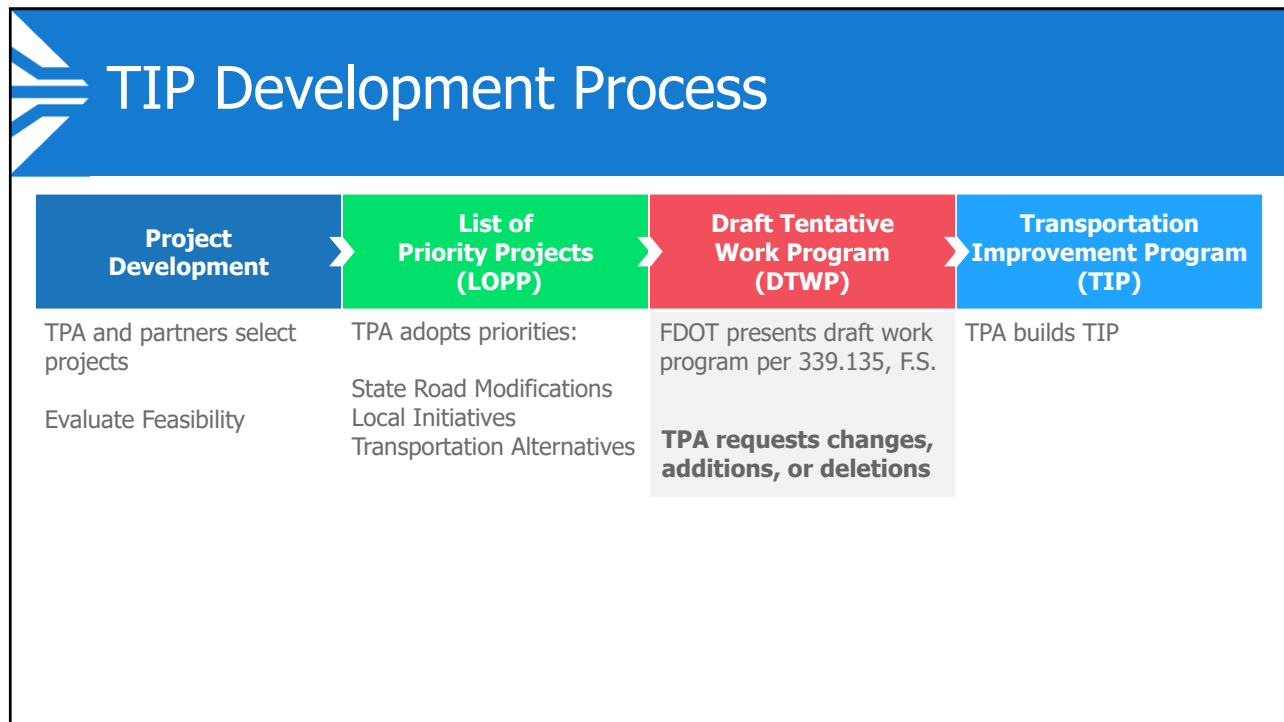 TIP Development Process
Project
Development
List of
Priority Projects
(LOPP)
Draft Tentative
Work Program
(DTWP)
Transportation
Improvement Program
(TIP)
TPA and partners select
projects
Evaluate Feasibility
TPA adopts priorities:
State Road Modifications
Local Initiatives
Transportation Alternatives
FDOT presents draft work
program per 339.135, F.S.
TPA requests changes,
additions, or deletions
TPA builds TIP